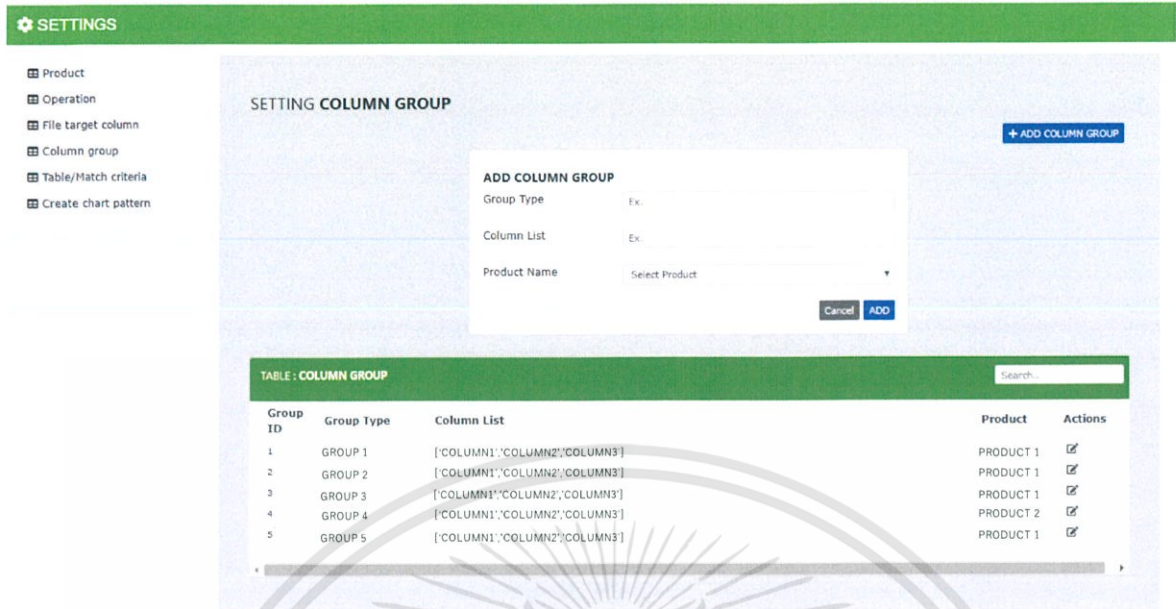 SETTINGS
Product
Operation
File target column
Column group
Table/Match criteria
Create chart pattern
SETTING COLUMN GROUP
+ ADD COLUMN GROUP
ADD COLUMN GROUP
Group Type Ex.
Column List Ex.
Product Name Select Product
Cancel ADD
TABLE : COLUMN GROUP Search..
Group ID Group Type Column List Product Actions
1 GROUP 1 ['COLUMN1','COLUMN2','COLUMN3'] PRODUCT 1
2 GROUP 2 ['COLUMN1','COLUMN2','COLUMN3'] PRODUCT 1
3 GROUP 3 ['COLUMN1','COLUMN2','COLUMN3'] PRODUCT 1
4 GROUP 4 ['COLUMN1','COLUMN2','COLUMN3'] PRODUCT 2
5 GROUP 5 ['COLUMN1','COLUMN2','COLUMN3'] PRODUCT 1